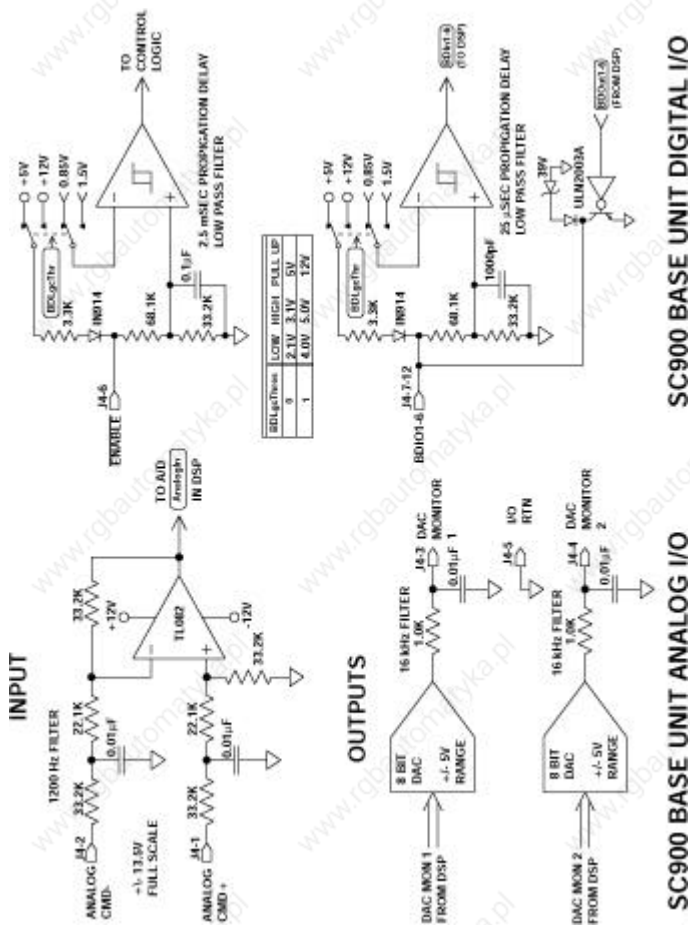 INPUT
1200 Hz FILTER
ANALOG
CMD-
J4-2
33.2K
22.1K
33.2K
0.01µF
+12V
-12V
TL082
TO A/D
AnalogIn
IN DSP
+\- 13.5V
FULL SCALE
ANALOG
CMD+
J4-1
33.2K
22.1K
0.01µF
33.2K
OUTPUTS
DAC MON 1
FROM DSP
8 BIT
DAC
+/- 5V
RANGE
16 kHz FILTER
1.0K
J4-3
DAC
MONITOR
1
0.01µF
J4-5
I/O
RTN
DAC MON 2
FROM DSP
8 BIT
DAC
+/- 5V
RANGE
16 kHz FILTER
1.0K
J4-4
DAC
MONITOR
2
0.01µF
SC900 BASE UNIT ANALOG I/O
ENABLE
J4-6
3.3K
IN914
BDLgcThr
+5V
+12V
0.85V
1.5V
68.1K
33.2K
0.1µF
TO
CONTROL
LOGIC
2.5 mSEC PROPIGATION DELAY
LOW PASS FILTER
BDLgcThres LOW HIGH PULL UP
0 2.1V 3.1V 5V
1 4.0V 5.0V 12V
BDIO1-6
J4-7-12
3.3K
IN914
BDLgcThr
+5V
+12V
0.85V
1.5V
68.1K
33.2K
1000pF
(TO DSP)
25 µSEC PROPIGATION DELAY
LOW PASS FILTER
39V
ULN2003A
(FROM DSP)
SC900 BASE UNIT DIGITAL I/O
www.rgbautomatyka.pl